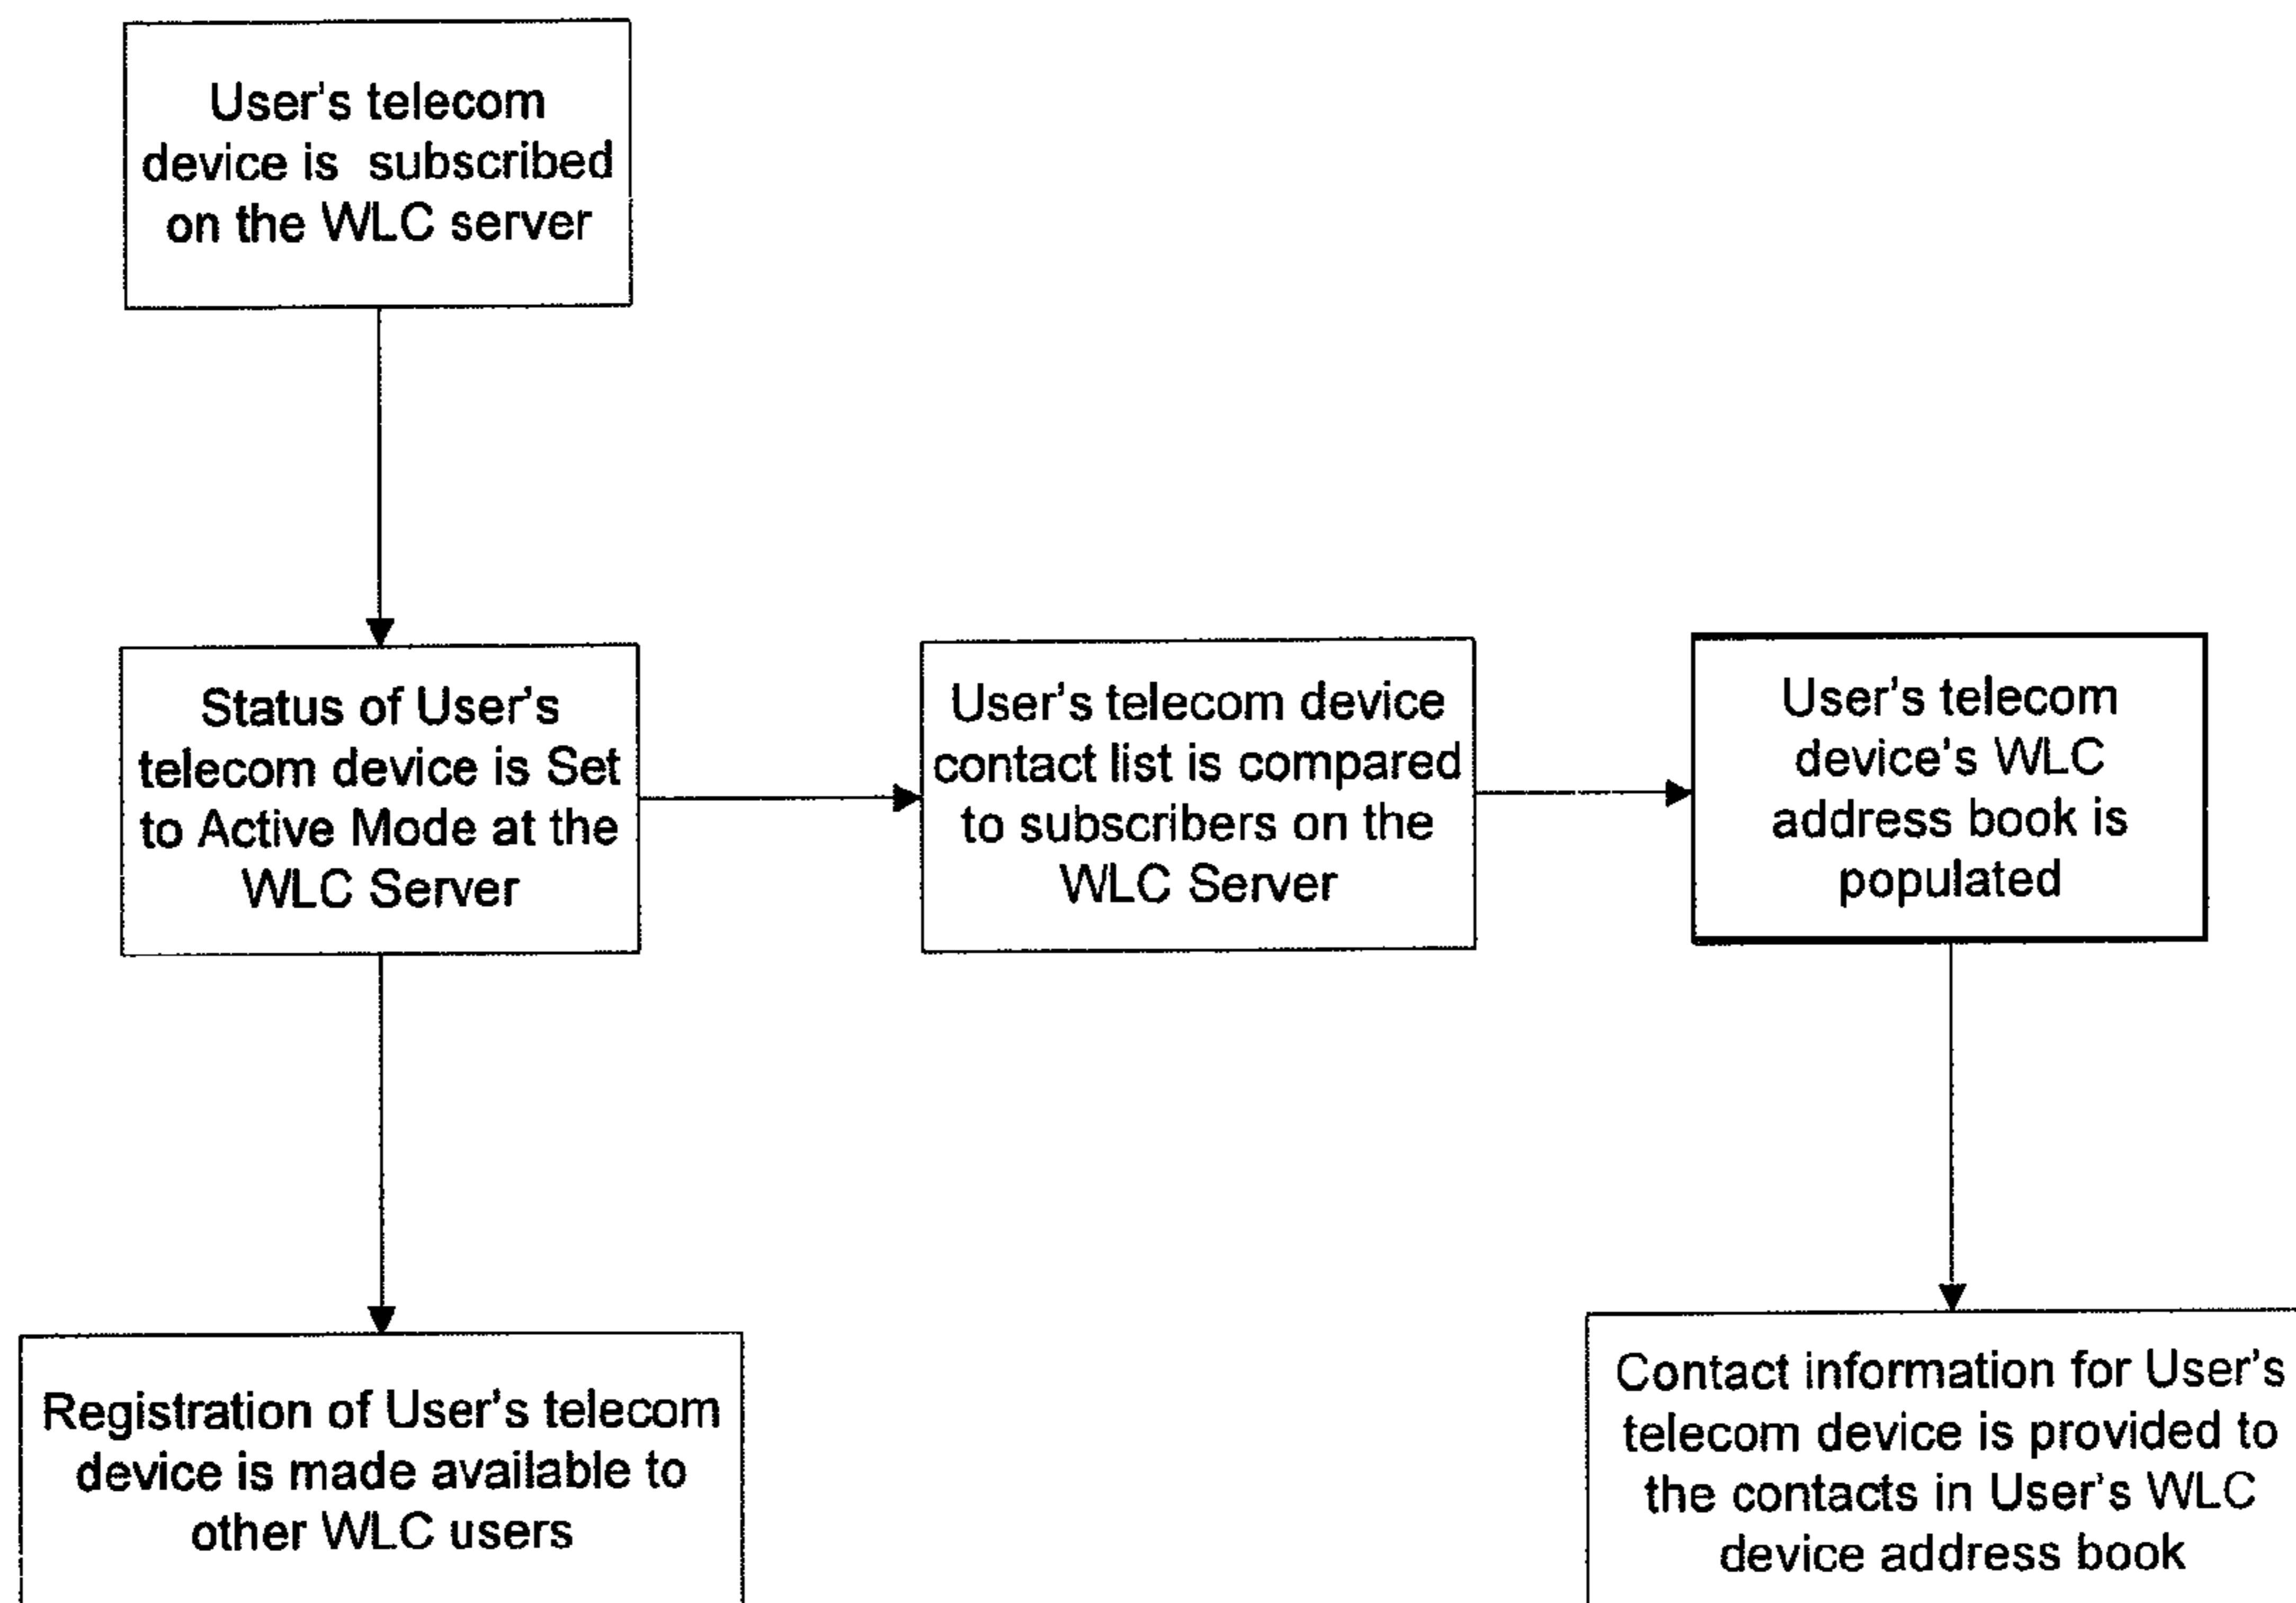 User's telecom
device is  subscribed
on the WLC server
Status of User's
telecom device is Set
to Active Mode at the
WLC Server
User's telecom device
contact list is compared
to subscribers on the
WLC Server
User's telecom
device's WLC
address book is
populated
Registration of User's telecom
device is made available to
other WLC users
Contact information for User's
telecom device is provided to
the contacts in User's WLC
device address book